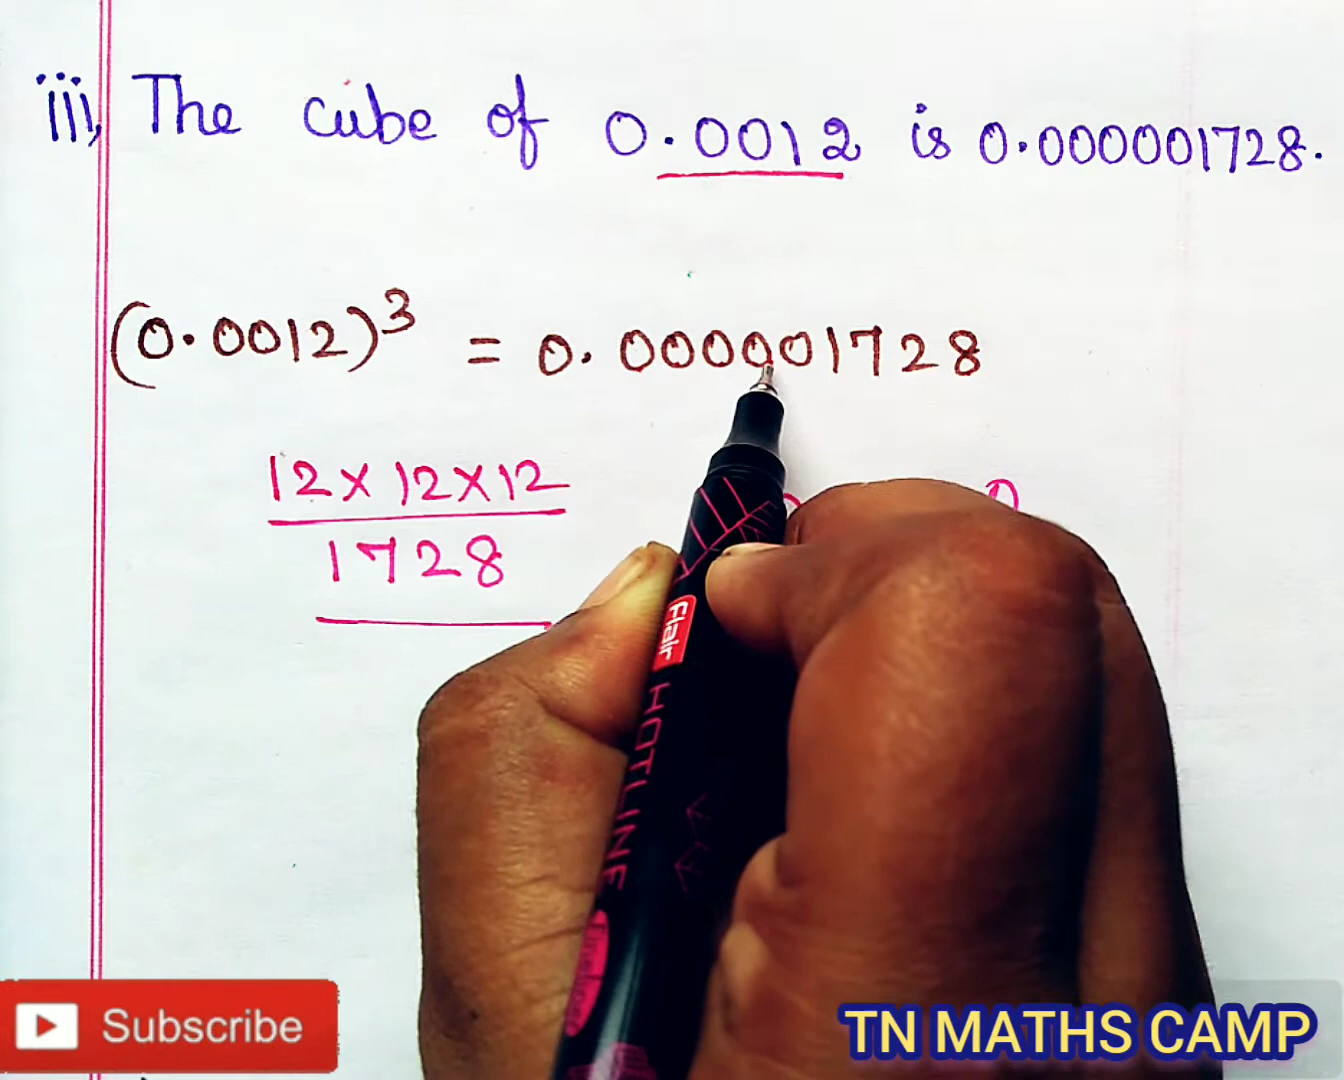 iii, The cube of 0.0012 is 0.000001728.
(0.0012)³ = 0.000001728
12 × 12 × 12
1728
Flair
HOTLINE
Subscribe
TN MATHS CAMP